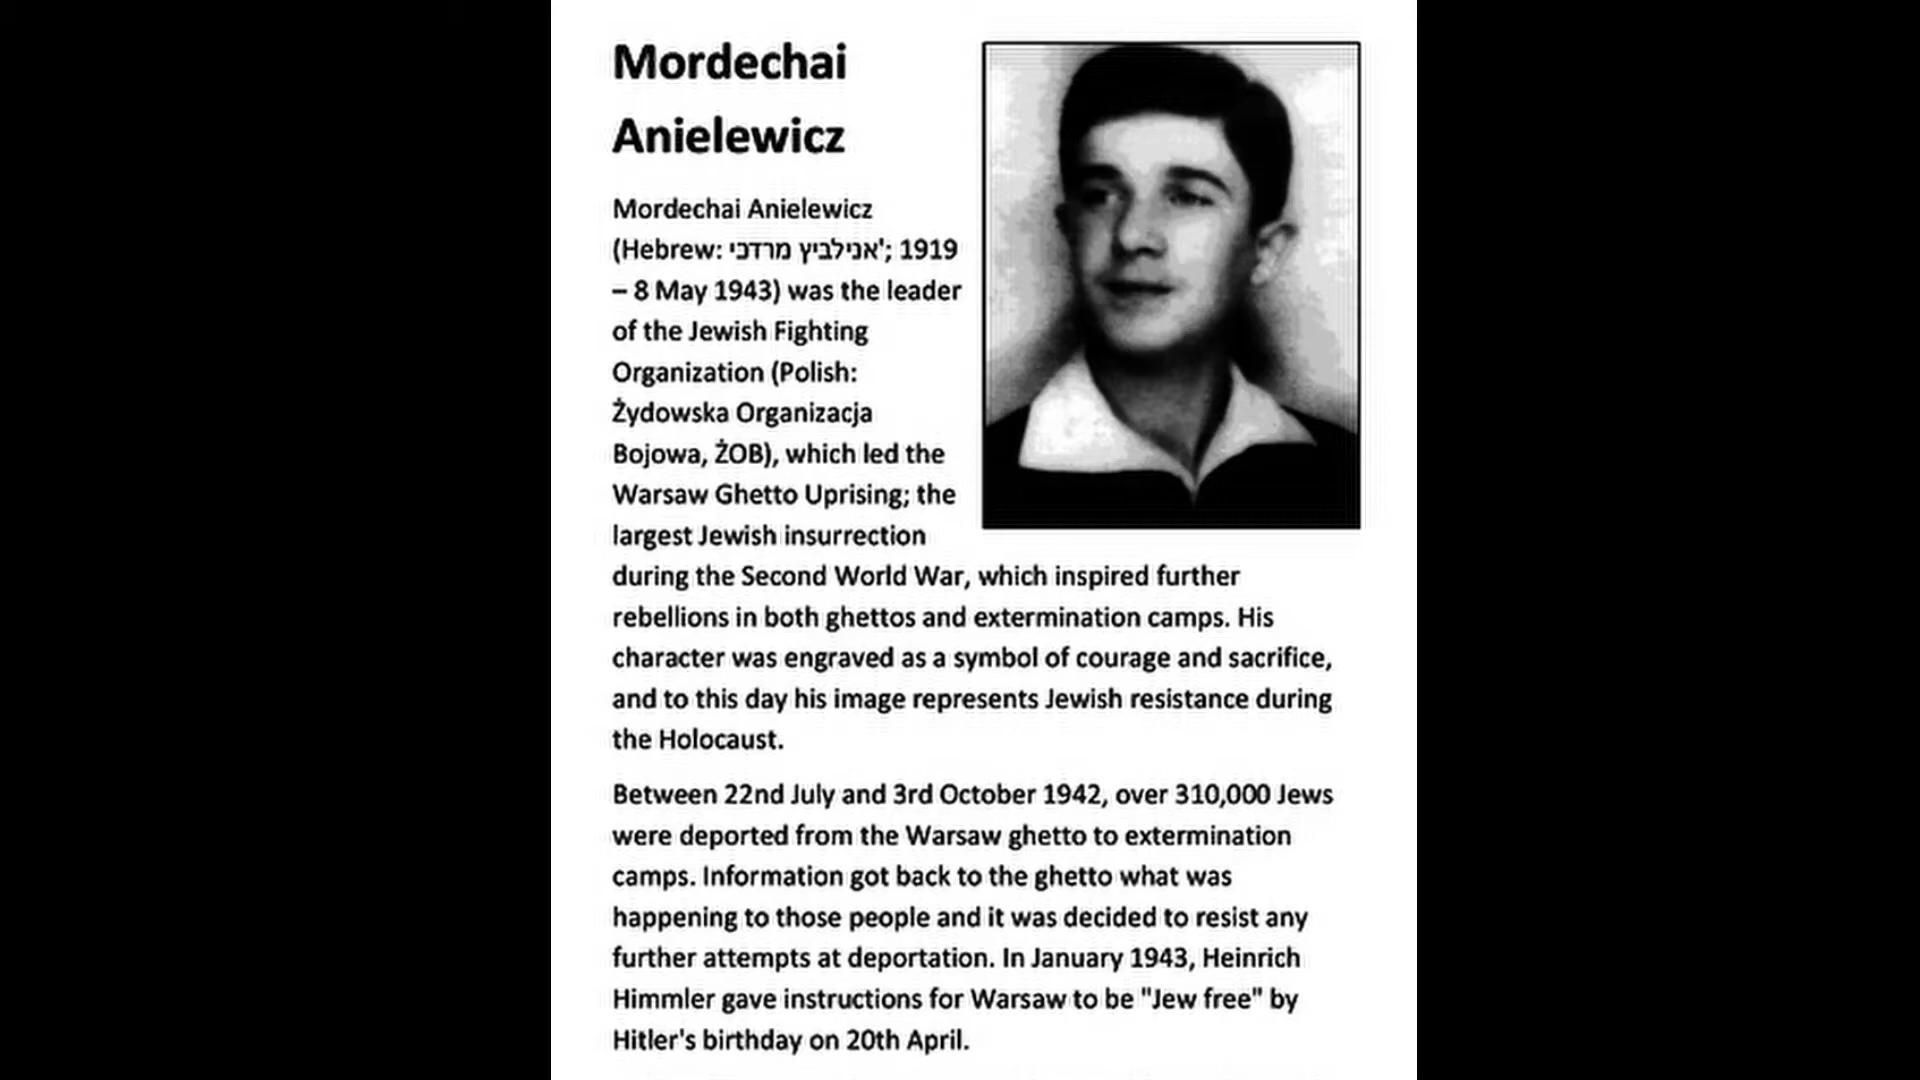 Mordechai
Anielewicz
Mordechai Anielewicz
(Hebrew: אנילביץ מרדכי'; 1919
– 8 May 1943) was the leader
of the Jewish Fighting
Organization (Polish:
Żydowska Organizacja
Bojowa, ŻOB), which led the
Warsaw Ghetto Uprising; the
largest Jewish insurrection
during the Second World War, which inspired further
rebellions in both ghettos and extermination camps. His
character was engraved as a symbol of courage and sacrifice,
and to this day his image represents Jewish resistance during
the Holocaust.
Between 22nd July and 3rd October 1942, over 310,000 Jews
were deported from the Warsaw ghetto to extermination
camps. Information got back to the ghetto what was
happening to those people and it was decided to resist any
further attempts at deportation. In January 1943, Heinrich
Himmler gave instructions for Warsaw to be "Jew free" by
Hitler's birthday on 20th April.